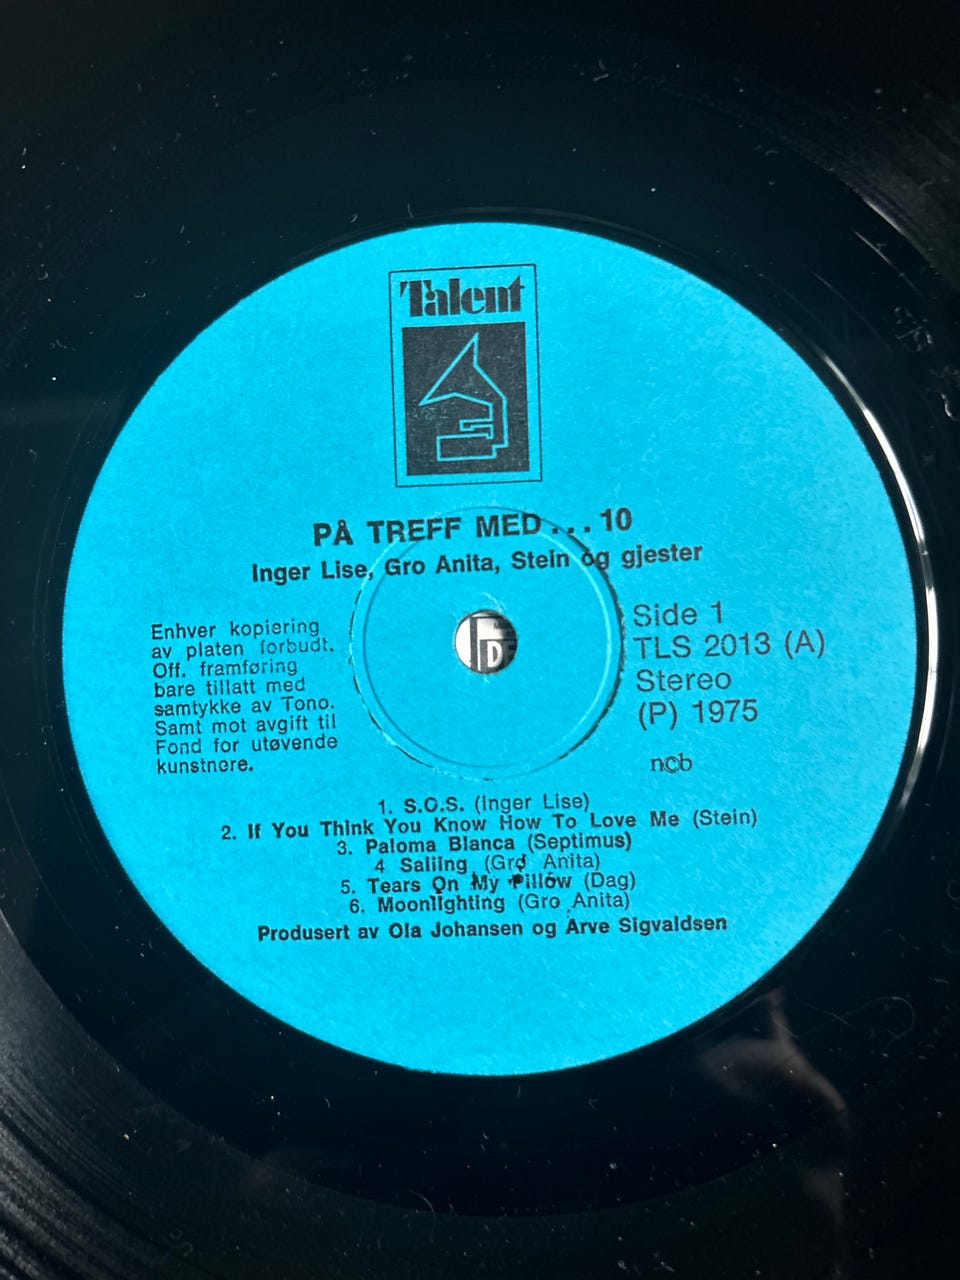 Talent
PÅ TREFF MED . . . 10
Inger Lise, Gro Anita, Stein og gjester
Enhver kopiering
av platen forbudt.
Off. framføring
bare tillatt med
samtykke av Tono.
Samt mot avgift til
Fond for utøvende
kunstnere.
Side 1
TLS 2013 (A)
Stereo
(P) 1975
ncb
1. S.O.S. (Inger Lise)
2. If You Think You Know How To Love Me (Stein)
3. Paloma Blanca (Septimus)
4 Sailing (Gro Anita)
5. Tears On My Pillow (Dag)
6. Moonlighting (Gro Anita)
Produsert av Ola Johansen og Arve Sigvaldsen